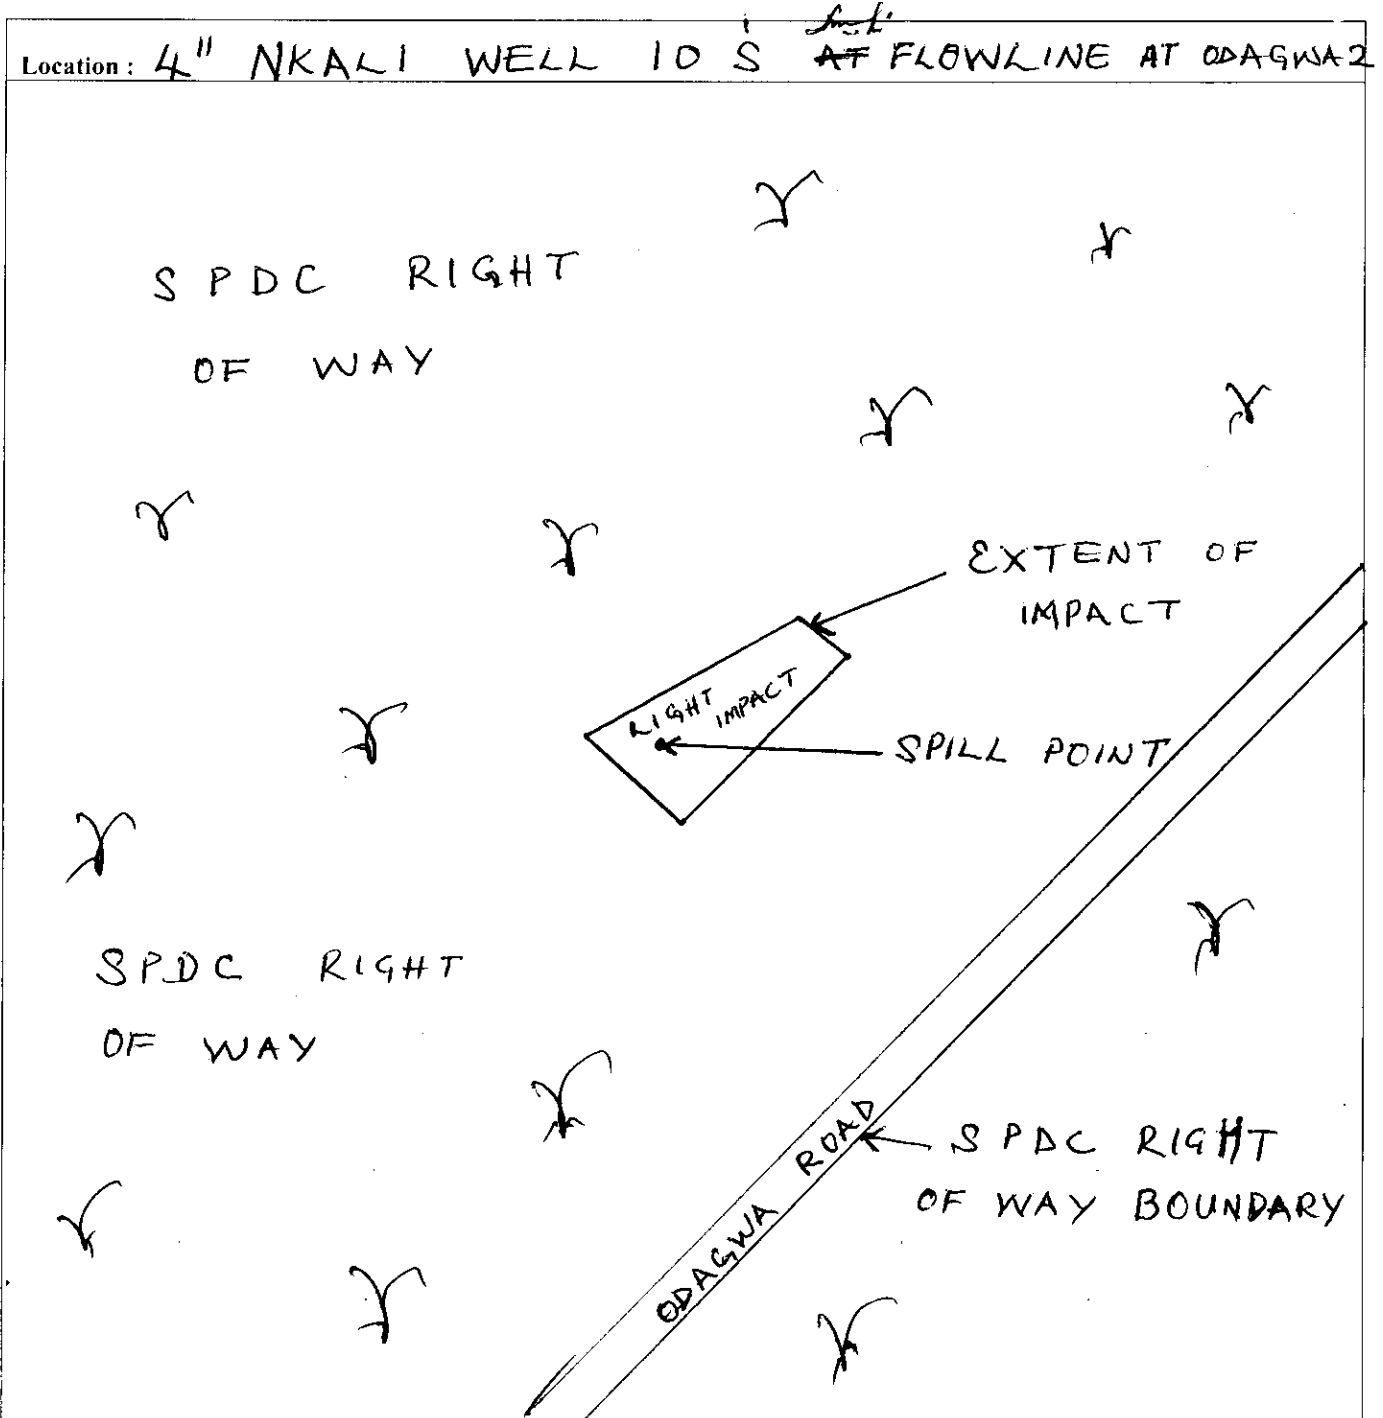 Location : 4" NKALI WELL 10 S AT FLOWLINE AT ODAGWA 2
SPDC RIGHT
OF WAY
EXTENT OF
IMPACT
RIGHT
IMPACT
SPILL POINT
SPDC RIGHT
OF WAY
ODAGWA ROAD
SPDC RIGHT
OF WAY BOUNDARY